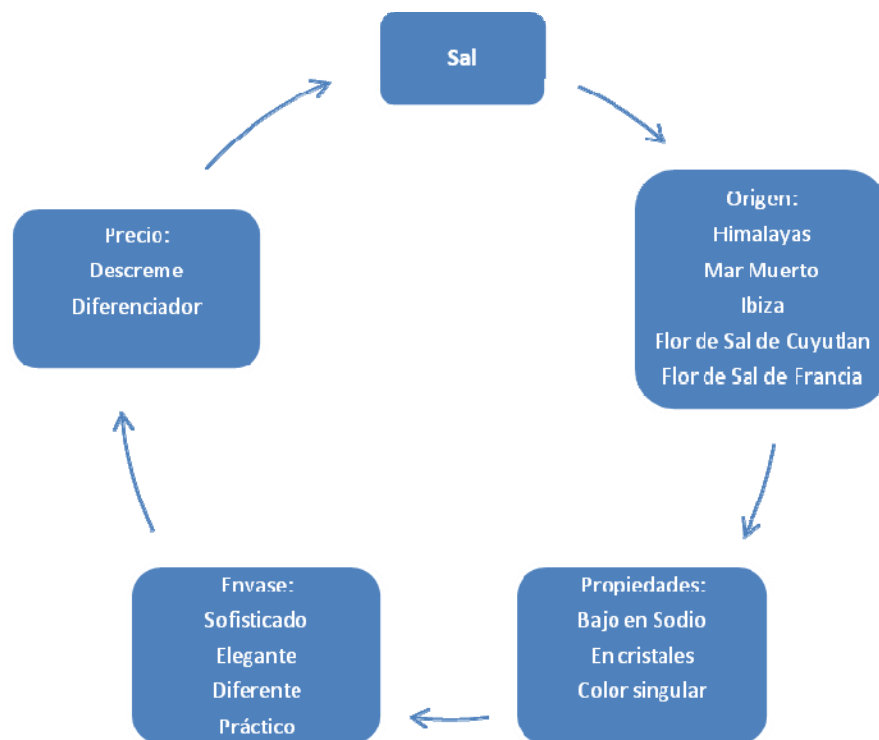 Sal
Origen:
Himalayas
Mar Muerto
Ibiza
Flor de Sal de Cuyutlan
Flor de Sal de Francia
Propiedades:
Bajo en Sodio
En cristales
Color singular
Envase:
Sofisticado
Elegante
Diferente
Práctico
Precio:
Descreme
Diferenciador